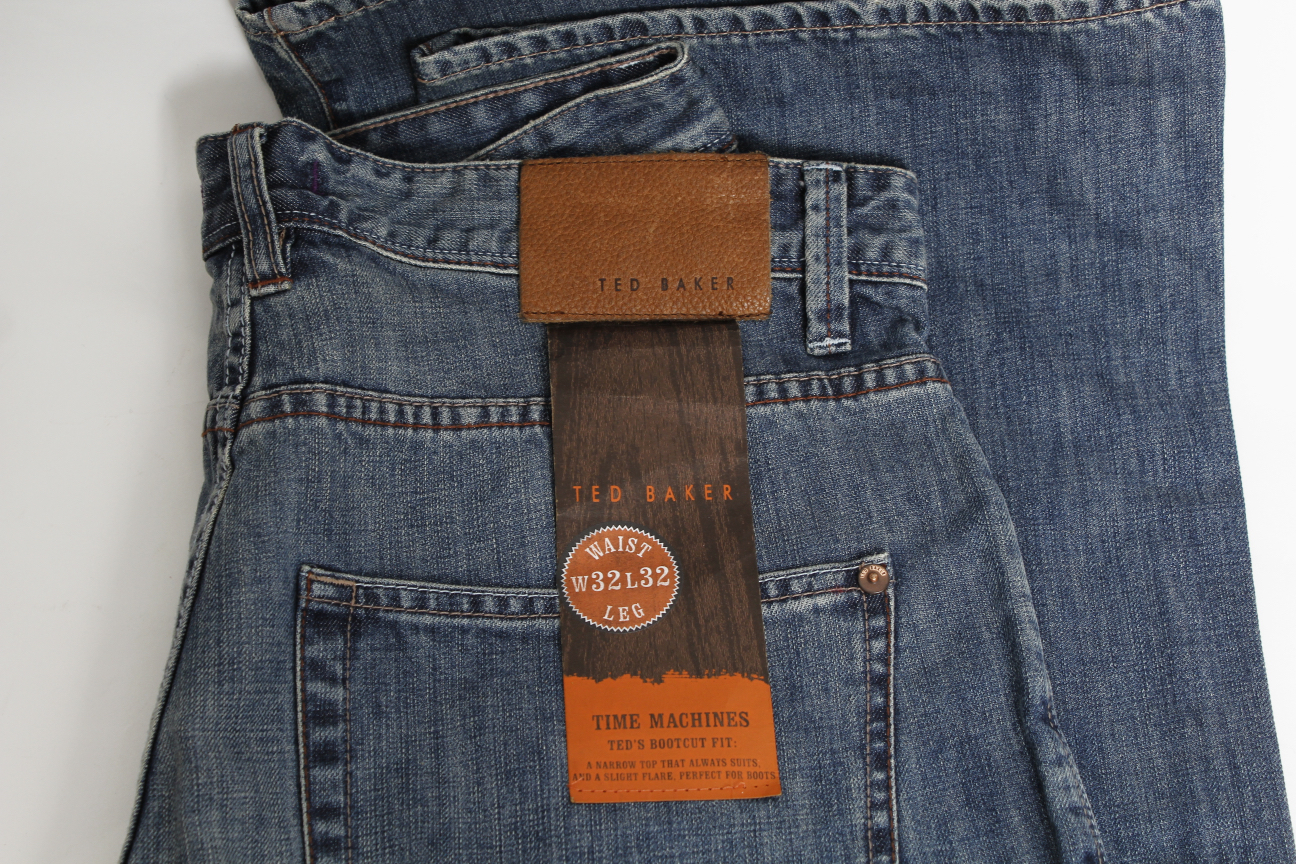 TED BAKER
TED BAKER
WAIST
W32L32
LEG
TIME MACHINES
TED'S BOOTCUT FIT:
A NARROW TOP THAT ALWAYS SUITS,
AND A SLIGHT FLARE, PERFECT FOR BOOTS